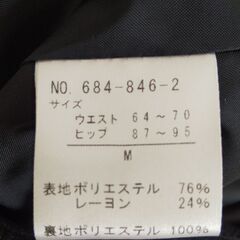 NO. 684-846-2
サイズ
ウエスト 64～70
ヒップ 87～95
M
表地ポリエステル 76%
レーヨン 24%
裏地ポリエステル 100%